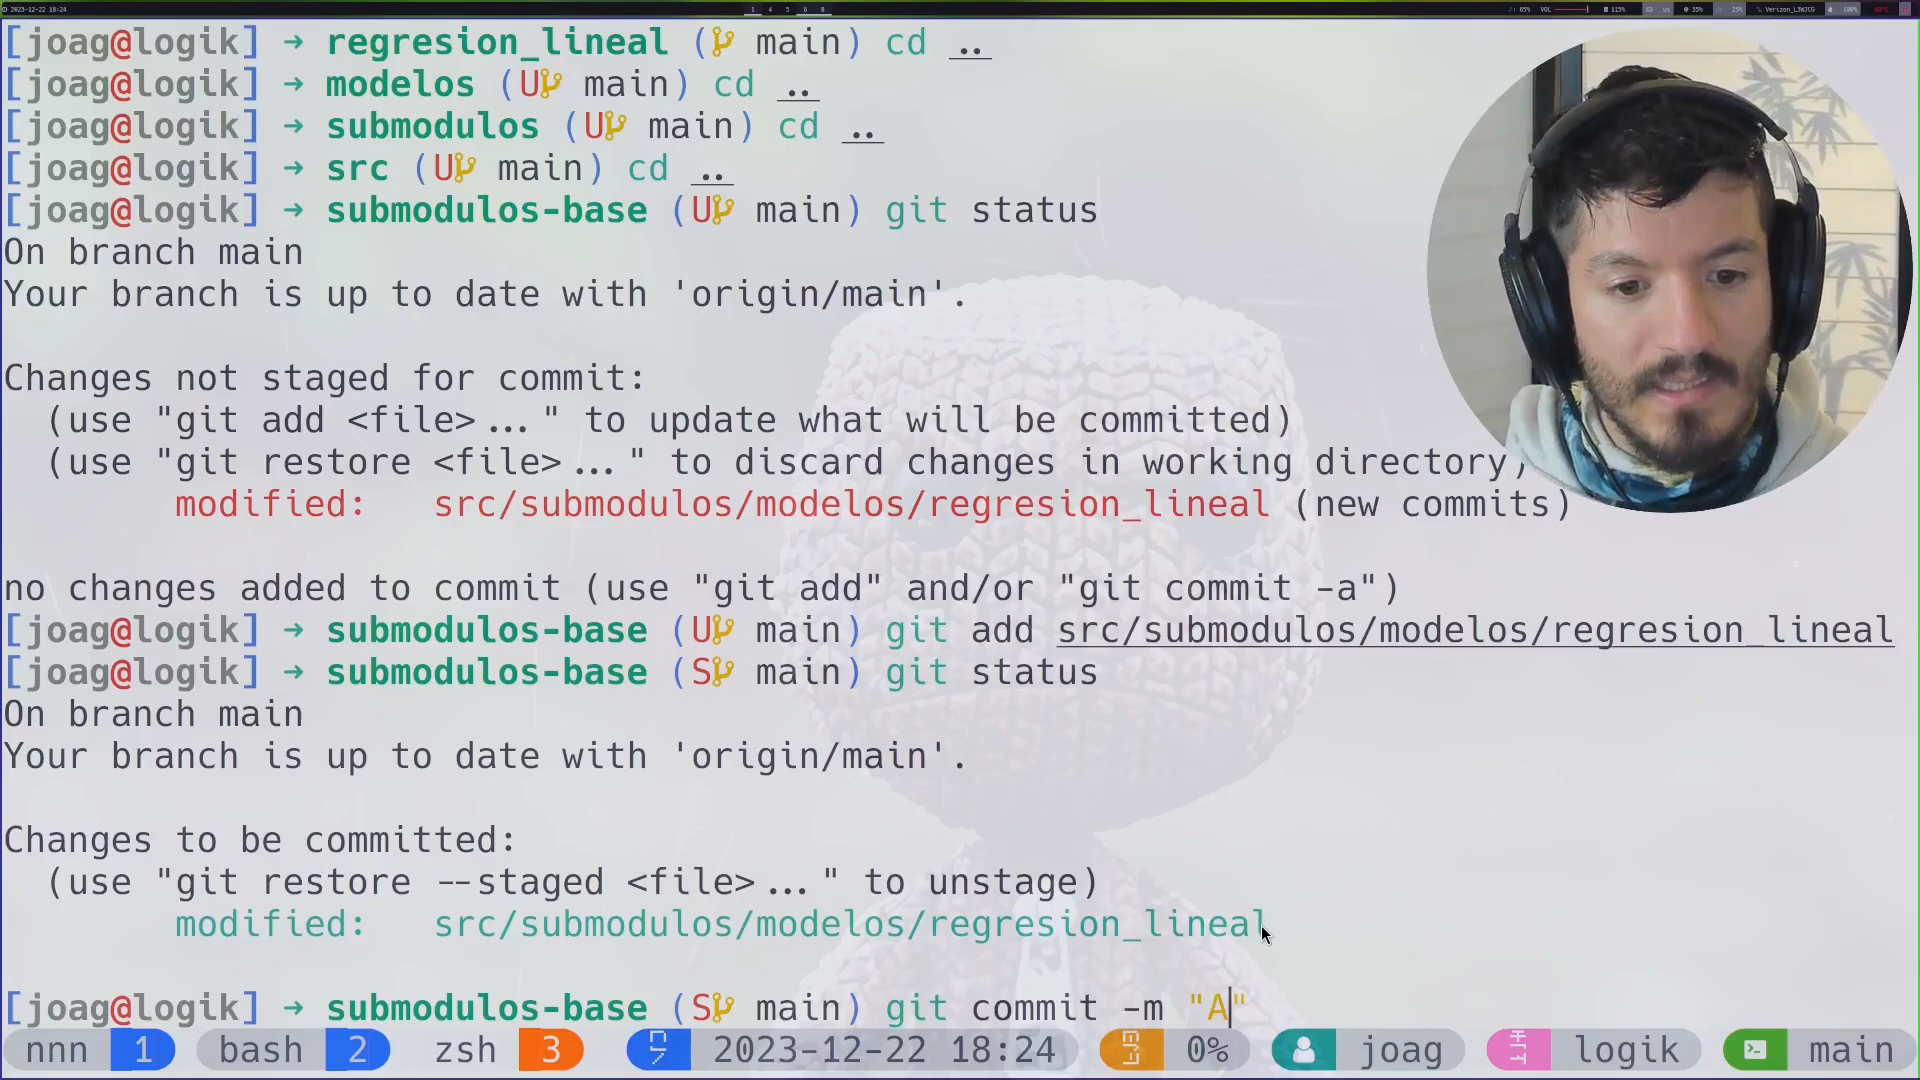 2023-12-22 18:24
[joag@logik] → regresion_lineal ( main) cd ..
[joag@logik] → modelos (U main) cd ..
[joag@logik] → submodulos (U main) cd ..
[joag@logik] → src (U main) cd ..
[joag@logik] → submodulos-base (U main) git status
On branch main
Your branch is up to date with 'origin/main'.
Changes not staged for commit:
(use "git add <file>..." to update what will be committed)
(use "git restore <file>..." to discard changes in working directory)
modified: src/submodulos/modelos/regresion_lineal (new commits)
no changes added to commit (use "git add" and/or "git commit -a")
[joag@logik] → submodulos-base (U main) git add src/submodulos/modelos/regresion_lineal
[joag@logik] → submodulos-base (S main) git status
On branch main
Your branch is up to date with 'origin/main'.
Changes to be committed:
(use "git restore --staged <file>..." to unstage)
modified: src/submodulos/modelos/regresion_lineal
[joag@logik] → submodulos-base (S main) git commit -m "A"
nnn 1 bash 2 zsh 3 2023-12-22 18:24 0% joag logik main